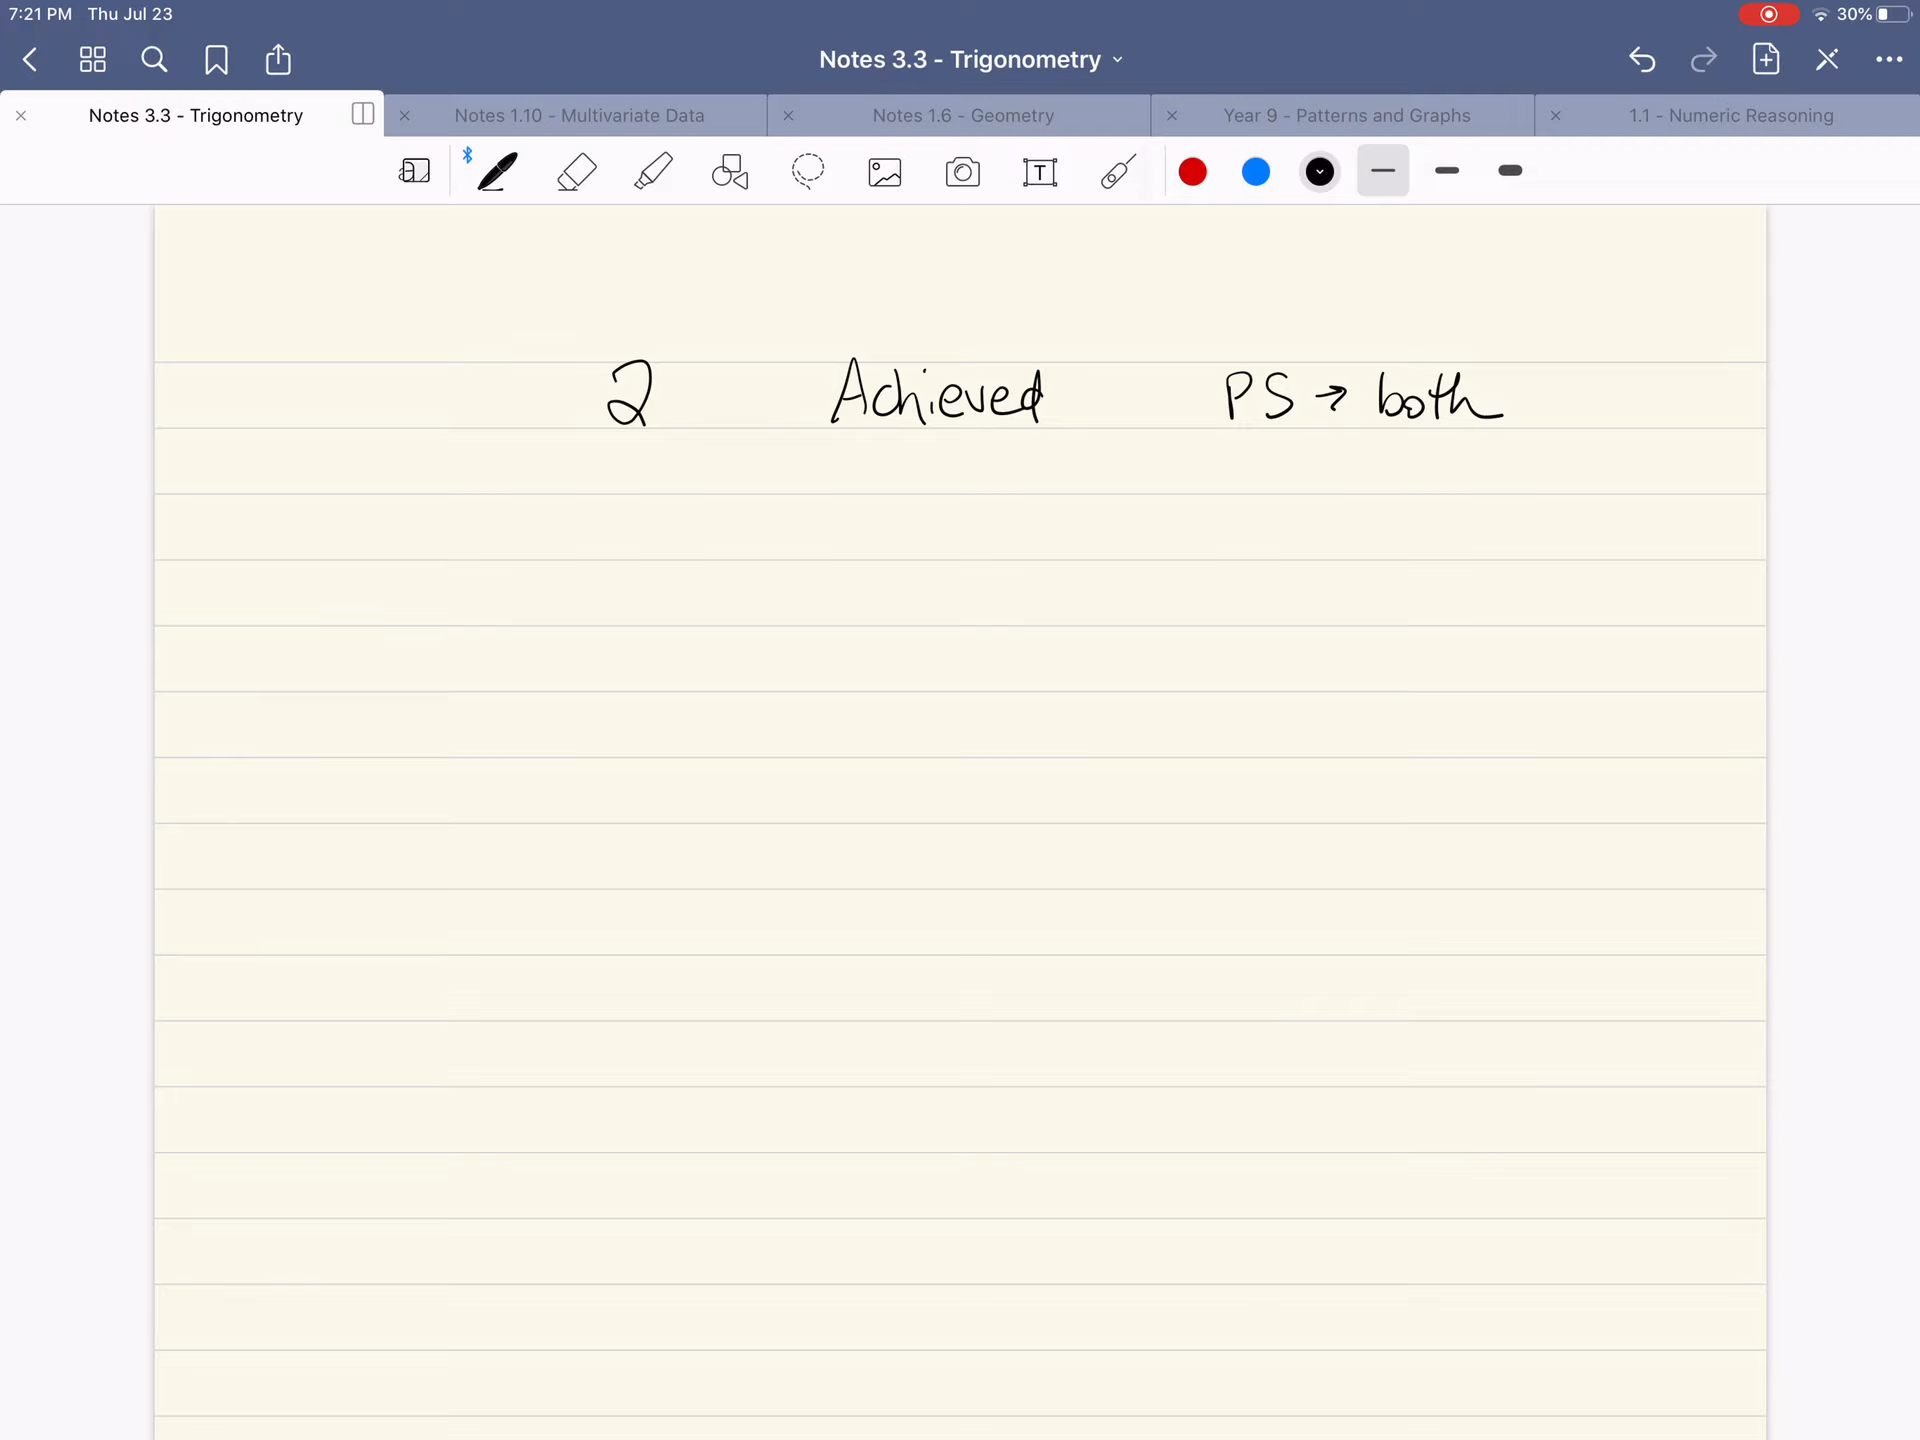 7:21 PM Thu Jul 23 30%
Notes 3.3 - Trigonometry
Notes 3.3 - Trigonometry Notes 1.10 - Multivariate Data Notes 1.6 - Geometry Year 9 - Patterns and Graphs 1.1 - Numeric Reasoning
2 Achieved PS → both